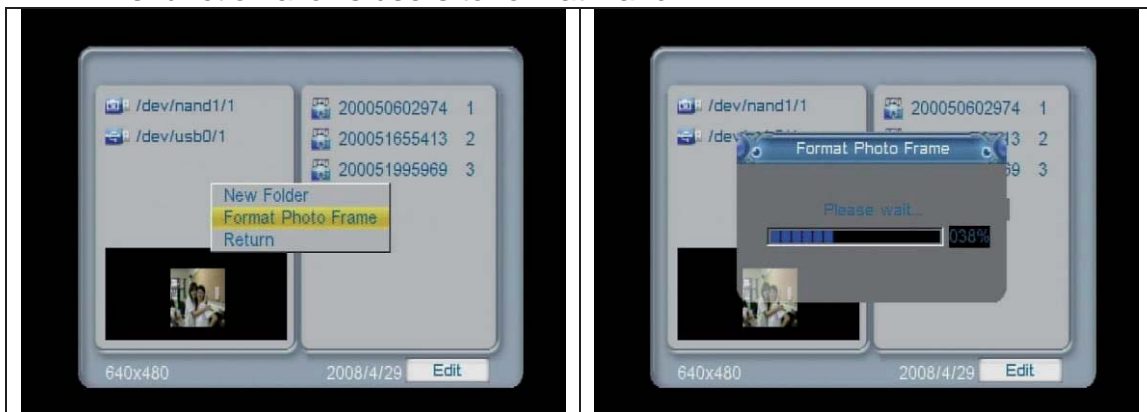 /dev/nand1/1
/dev/usb0/1
200050602974 1
200051655413 2
200051995969 3
New Folder
Format Photo Frame
Return
640x480
2008/4/29
Edit
/dev/nand1/1
200050602974 1
13 2
69 3
Format Photo Frame
Please wait...
038%
640x480
2008/4/29
Edit